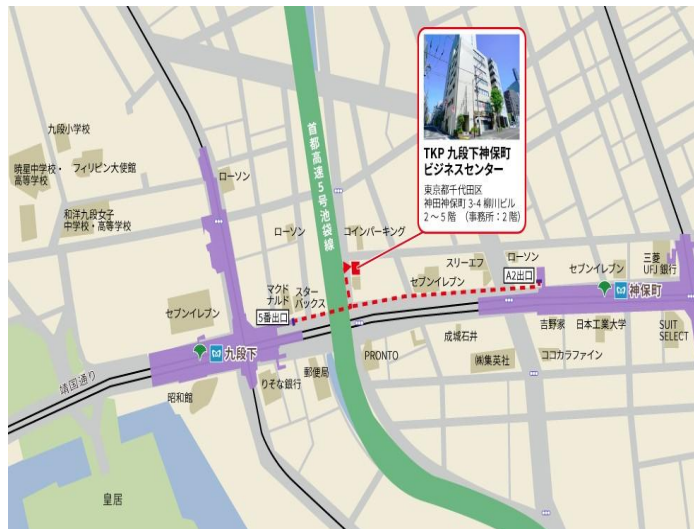 TKP 九段下神保町
ビジネスセンター
東京都千代田区
神田神保町 3-4 柳川ビル
2~5 階 (事務所:2 階)
首都高速5号池袋線
九段小学校
暁星中学校・
高等学校
フィリピン大使館
和洋九段女子
中学校・高等学校
ローソン
ローソン
コインパーキング
マクド
ナルド
スター
バックス
5番出口
セブンイレブン
スリーエフ
ローソン
A2出口
セブンイレブン
三菱
UFJ 銀行
神保町
セブンイレブン
九段下
靖国通り
昭和館
りそな銀行
郵便局
PRONTO
成城石井
㈱集英社
吉野家
日本工業大学
ココカラファイン
SUIT
SELECT
皇居